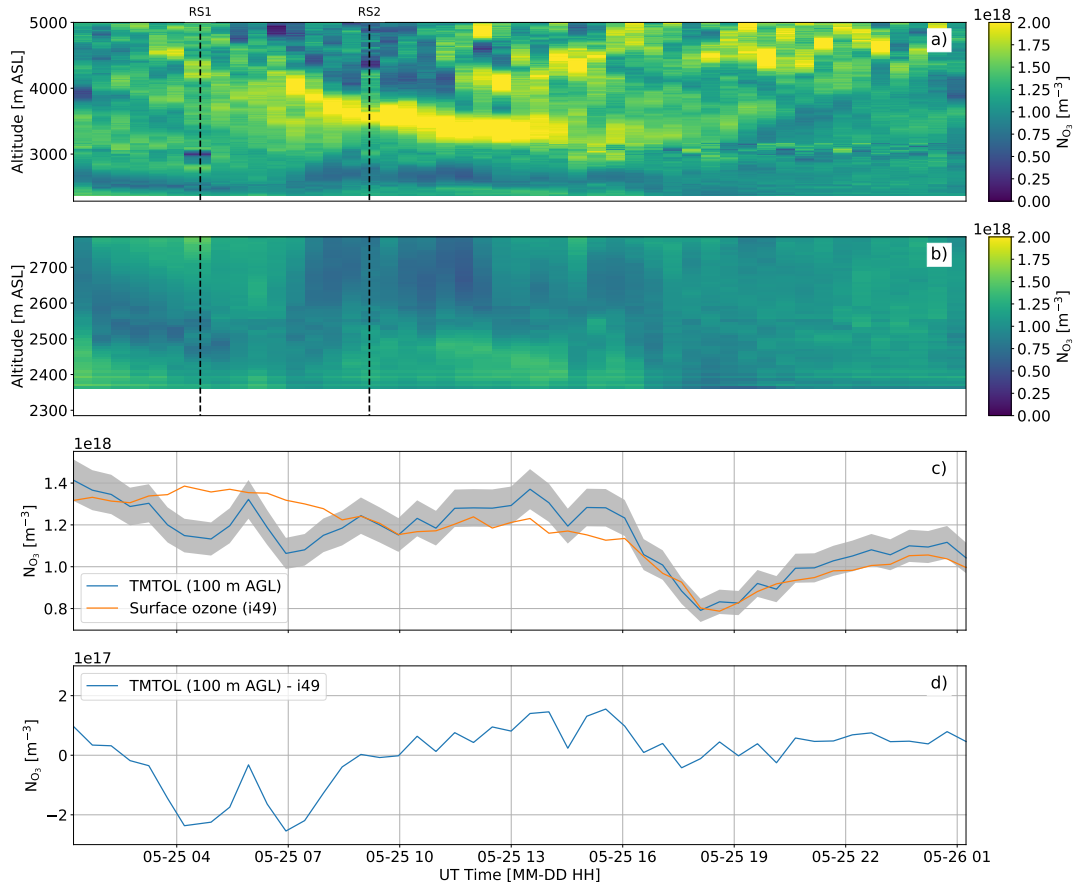 RS1
RS2
1e18
5000
4000
3000
Altitude [m ASL]
a)
2.00
1.75
1.50
1.25
1.00
0.75
0.50
0.25
0.00
N_{O_3} [m^{-3}]
1e18
2700
2600
2500
2400
2300
Altitude [m ASL]
b)
2.00
1.75
1.50
1.25
1.00
0.75
0.50
0.25
0.00
N_{O_3} [m^{-3}]
1e18
1.4
1.2
1.0
0.8
N_{O_3} [m^{-3}]
c)
TMTOL (100 m AGL)
Surface ozone (i49)
1e17
2
0
−2
N_{O_3} [m^{-3}]
TMTOL (100 m AGL) - i49
d)
05-25 04
05-25 07
05-25 10
05-25 13
05-25 16
05-25 19
05-25 22
05-26 01
UT Time [MM-DD HH]